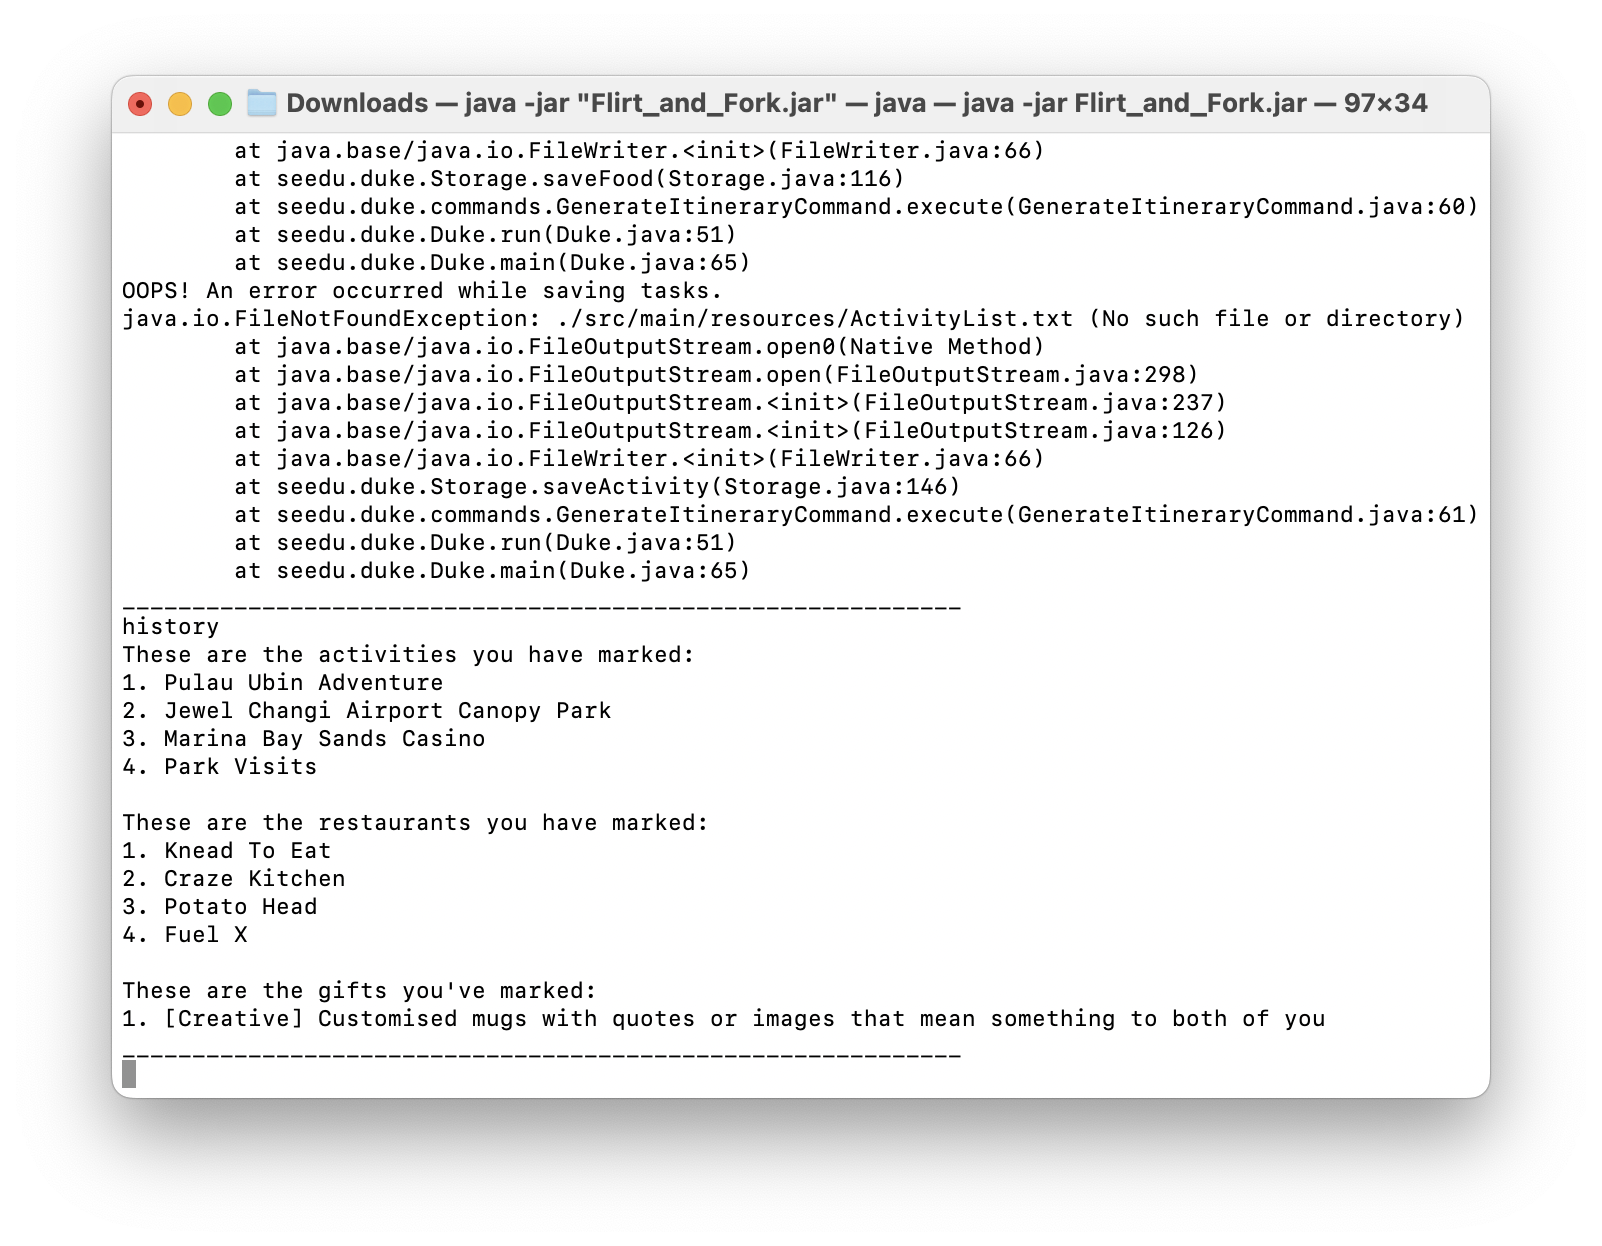 Downloads — java -jar "Flirt_and_Fork.jar" — java — java -jar Flirt_and_Fork.jar — 97×34
at java.base/java.io.FileWriter.<init>(FileWriter.java:66)
at seedu.duke.Storage.saveFood(Storage.java:116)
at seedu.duke.commands.GenerateItineraryCommand.execute(GenerateItineraryCommand.java:60)
at seedu.duke.Duke.run(Duke.java:51)
at seedu.duke.Duke.main(Duke.java:65)
OOPS! An error occurred while saving tasks.
java.io.FileNotFoundException: ./src/main/resources/ActivityList.txt (No such file or directory)
at java.base/java.io.FileOutputStream.open0(Native Method)
at java.base/java.io.FileOutputStream.open(FileOutputStream.java:298)
at java.base/java.io.FileOutputStream.<init>(FileOutputStream.java:237)
at java.base/java.io.FileOutputStream.<init>(FileOutputStream.java:126)
at java.base/java.io.FileWriter.<init>(FileWriter.java:66)
at seedu.duke.Storage.saveActivity(Storage.java:146)
at seedu.duke.commands.GenerateItineraryCommand.execute(GenerateItineraryCommand.java:61)
at seedu.duke.Duke.run(Duke.java:51)
at seedu.duke.Duke.main(Duke.java:65)
____________________________________________________________
history
These are the activities you have marked:
1. Pulau Ubin Adventure
2. Jewel Changi Airport Canopy Park
3. Marina Bay Sands Casino
4. Park Visits
These are the restaurants you have marked:
1. Knead To Eat
2. Craze Kitchen
3. Potato Head
4. Fuel X
These are the gifts you've marked:
1. [Creative] Customised mugs with quotes or images that mean something to both of you
____________________________________________________________